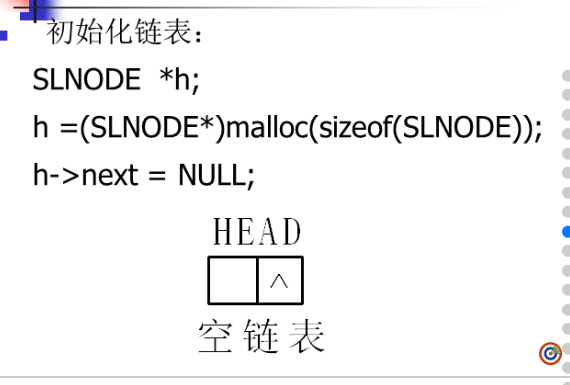 初始化链表：
SLNODE *h;
h =(SLNODE*)malloc(sizeof(SLNODE));
h->next = NULL;
HEAD
^
空链表